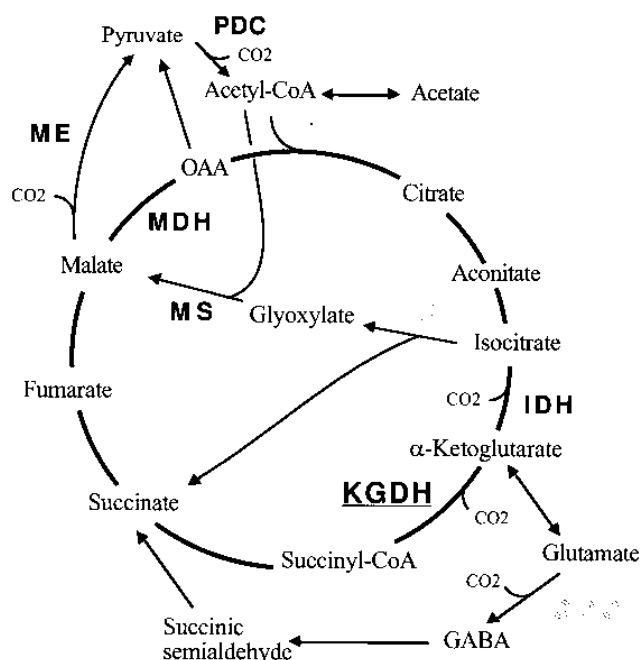 PDC
Pyruvate
CO2
Acetyl-CoA
Acetate
ME
OAA
CO2
Citrate
MDH
Malate
Aconitate
MS
Glyoxylate
Isocitrate
Fumarate
CO2
IDH
α-Ketoglutarate
KGDH
Succinate
CO2
Succinyl-CoA
Glutamate
CO2
Succinic
semialdehyde
GABA